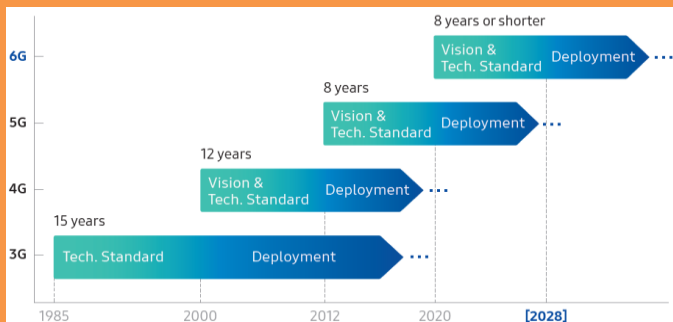 8 years or shorter
6G
Vision &
Tech. Standard
Deployment
8 years
5G
Vision &
Tech. Standard
Deployment
12 years
4G
Vision &
Tech. Standard
Deployment
15 years
3G
Tech. Standard
Deployment
1985
2000
2012
2020
[2028]